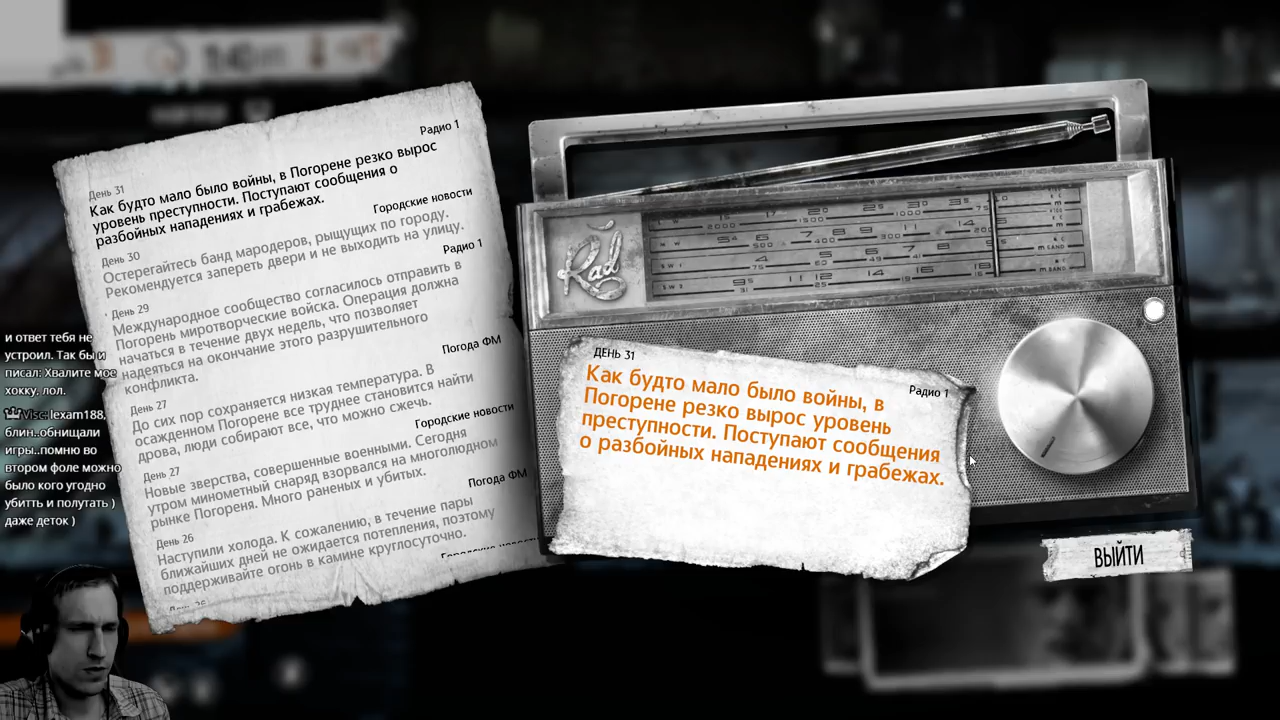 Радио 1
День 31
Как будто мало было войны, в Погорене резко вырос
уровень преступности. Поступают сообщения о
разбойных нападениях и грабежах.
Городские новости
День 30
Остерегайтесь банд мародеров, рыщущих по городу.
Рекомендуется запереть двери и не выходить на улицу.
Радио 1
День 29
Международное сообщество согласилось отправить в
Погорень миротворческие войска. Операция должна
начаться в течение двух недель, что позволяет
надеяться на окончание этого разрушительного
конфликта.
Погода ФМ
День 27
До сих пор сохраняется низкая температура. В
осажденном Погорене все труднее становится найти
дрова, люди собирают все, что можно сжечь.
Городские новости
День 27
Новые зверства, совершенные военными. Сегодня
утром минометный снаряд взорвался на многолюдном
рынке Погореня. Много раненых и убитых.
Погода ФМ
День 26
Наступили холода. К сожалению, в течение пары
ближайших дней не ожидается потепления, поэтому
поддерживайте огонь в камине круглосуточно.
Городские новости
и ответ тебя не
устроил. Так бы и
писал: Хвалите мое
хокку, лол.
lexam188,
блин..обнищали
игры..помню во
втором фоле можно
было кого угодно
убитть и полутать )
даже деток )
Rad
ДЕНЬ 31
Радио 1
Как будто мало было войны, в
Погорене резко вырос уровень
преступности. Поступают сообщения
о разбойных нападениях и грабежах.
ВЫЙТИ